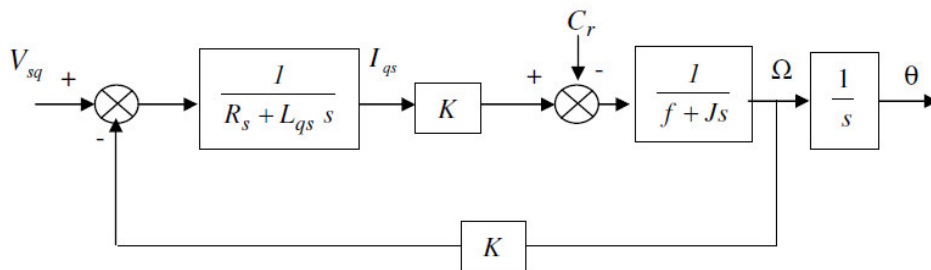 C_r
V_sq
+
-
1
R_s + L_qs s
I_qs
K
+
-
1
f + Js
Ω
1
s
θ
K